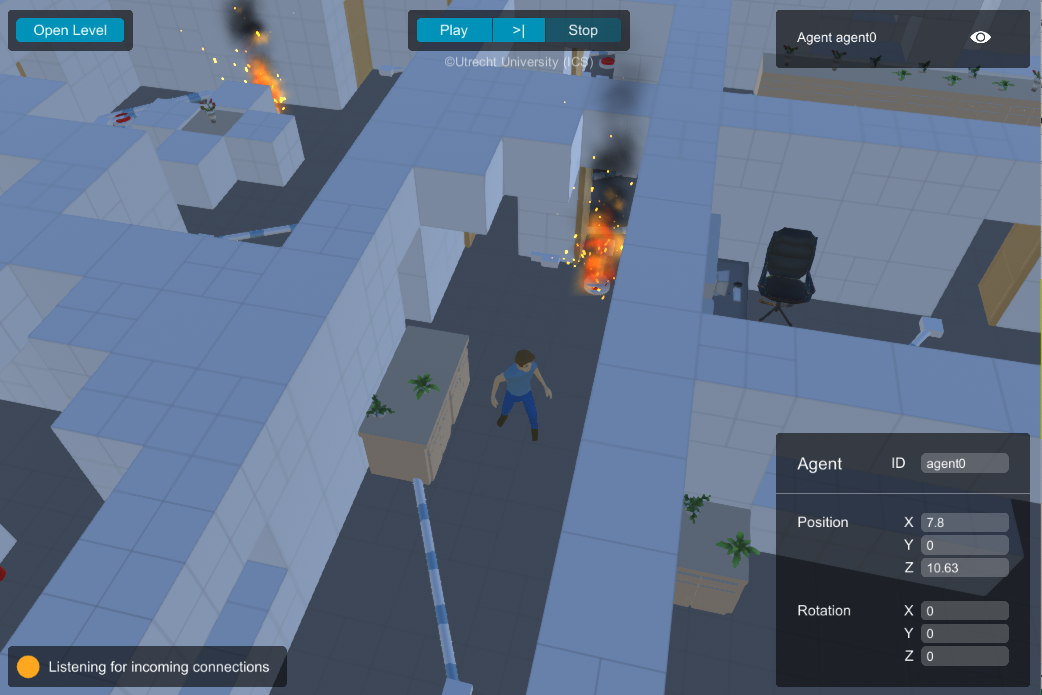 Open Level
Play >| Stop
©Utrecht University (ICS)
Agent agent0
Agent ID agent0
Position X 7.8
Y 0
Z 10.63
Rotation X 0
Y 0
Z 0
Listening for incoming connections